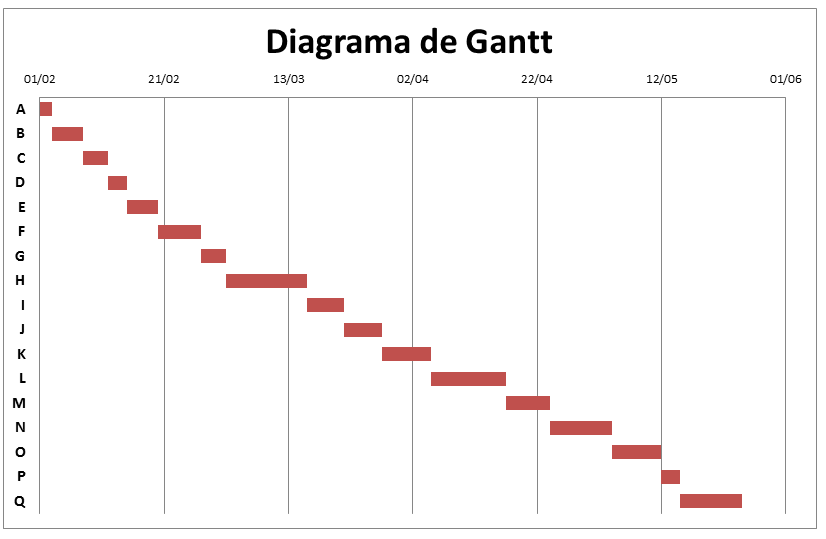 Diagrama de Gantt
01/02 21/02 13/03 02/04 22/04 12/05 01/06
A
B
C
D
E
F
G
H
I
J
K
L
M
N
O
P
Q